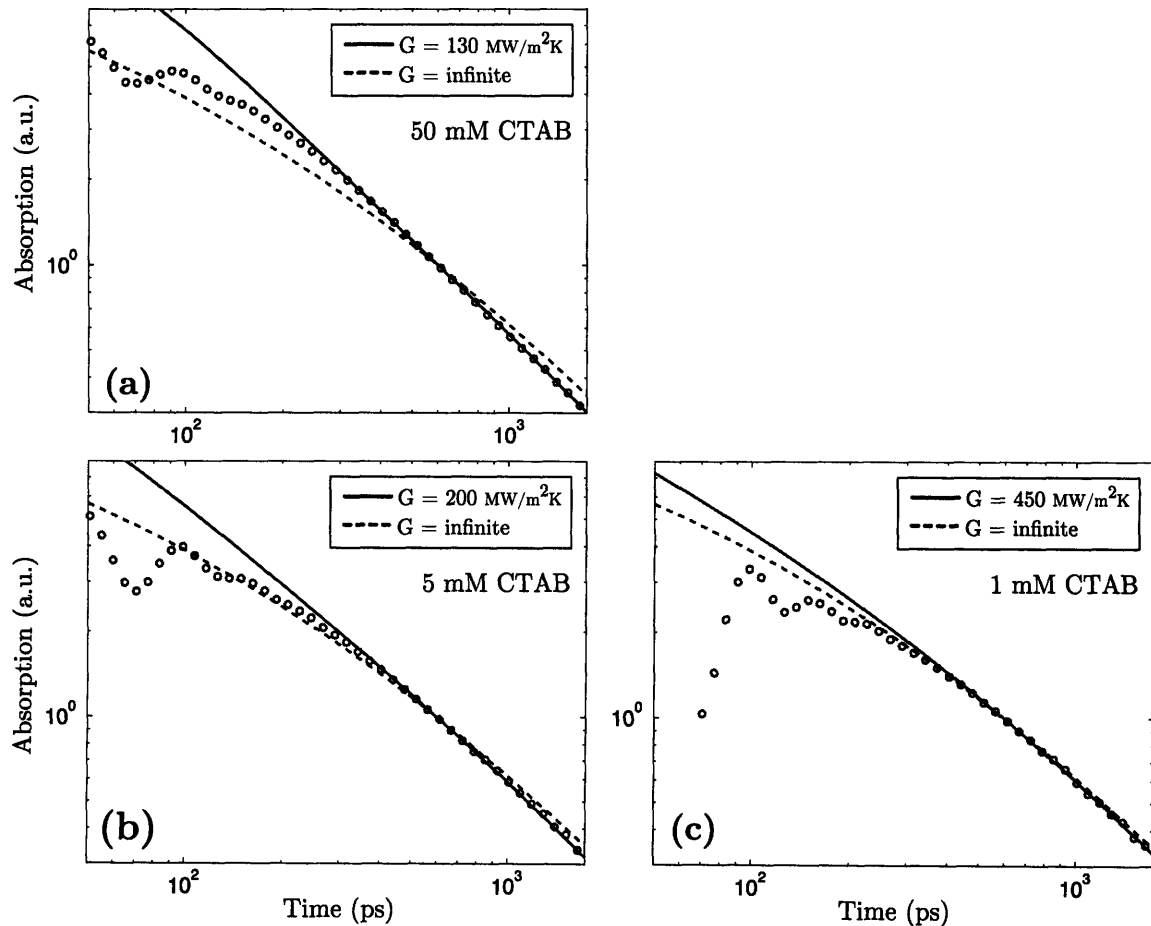 G = 130 MW/m²K
G = infinite
50 mM CTAB
Absorption (a.u.)
10⁰
(a)
10² 10³
G = 200 MW/m²K
G = infinite
5 mM CTAB
Absorption (a.u.)
10⁰
(b)
10² 10³
Time (ps)
G = 450 MW/m²K
G = infinite
1 mM CTAB
10⁰
(c)
10² 10³
Time (ps)